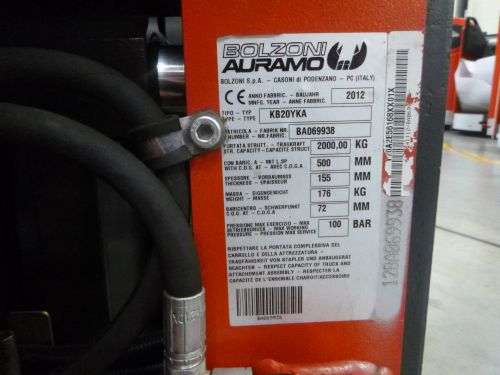 BOLZONI
AURAMO
BOLZONI S.p.A. - CASONI DI PODENZANO - PC (ITALY)
CE ANNO FABBRIC. - BAUJAHR
MNFG. YEAR - ANNEE FABRIC. 2012
TIPO - TYP
TYPE - TYPE KB20YKA
MATRICOLA - FABRIK NR.
NUMBER - NR. FABRIC. BA069938
PORTATA STRUTT. - TRAGKRAFT
STR. CAPACITY - CAPACITE STRUCT 2000,00 KG
CON BARIC. A - MIT L.SP
WITH C.O.G. AT - AVEC C.D.G.A 500 MM
SPESSORE - VORBAUMASS
THICKNESS - EPAISSEUR 155 MM
MASSA - EIGENGEWICHT
WEIGHT - MASSE 176 KG
BARICENTRO - SCHWERPUNKT
C.O.G. AT - C.D.G.A 72 MM
PRESSIONE MAX ESERCIZIO - MAX
BETRIEBSDRUCK - MAX WORKING
PRESSURE - PRESSION MAX SERVICE 100 BAR
RISPETTARE LA PORTATA COMPLESSIVA DEL
CARRELLO E DELLA ATTREZZATURA -
TRAGFÄHIGKEIT VON STAPLER UND ANBAUGERÄT
BEACHTEN - RESPECT CAPACITY OF TRUCK AND
ATTACHMENT ASSEMBLY - RESPECTER LA
CAPACITE DE L'ENSEMBLE CHARIOT/ACCESSOIRE
BA069938
12BA069938